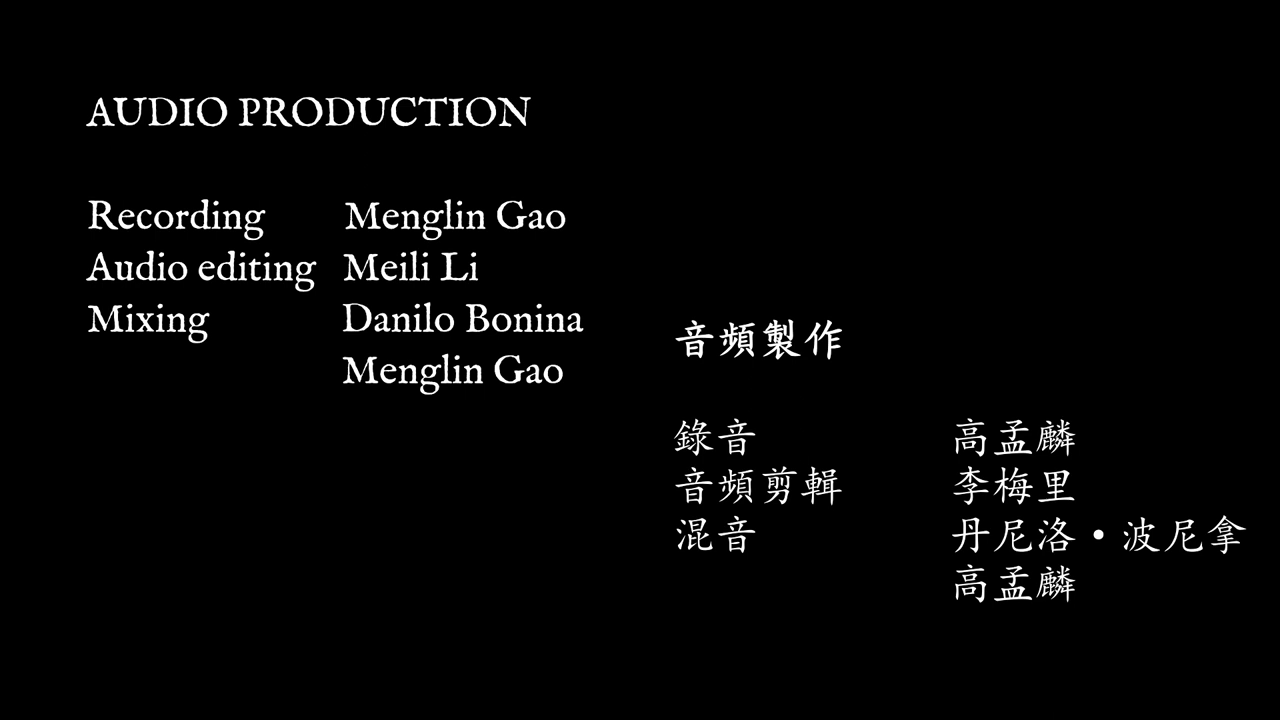 AUDIO PRODUCTION
Recording Menglin Gao
Audio editing Meili Li
Mixing Danilo Bonina
Menglin Gao
音頻製作
錄音 高孟麟
音頻剪輯 李梅里
混音 丹尼洛·波尼拿
高孟麟